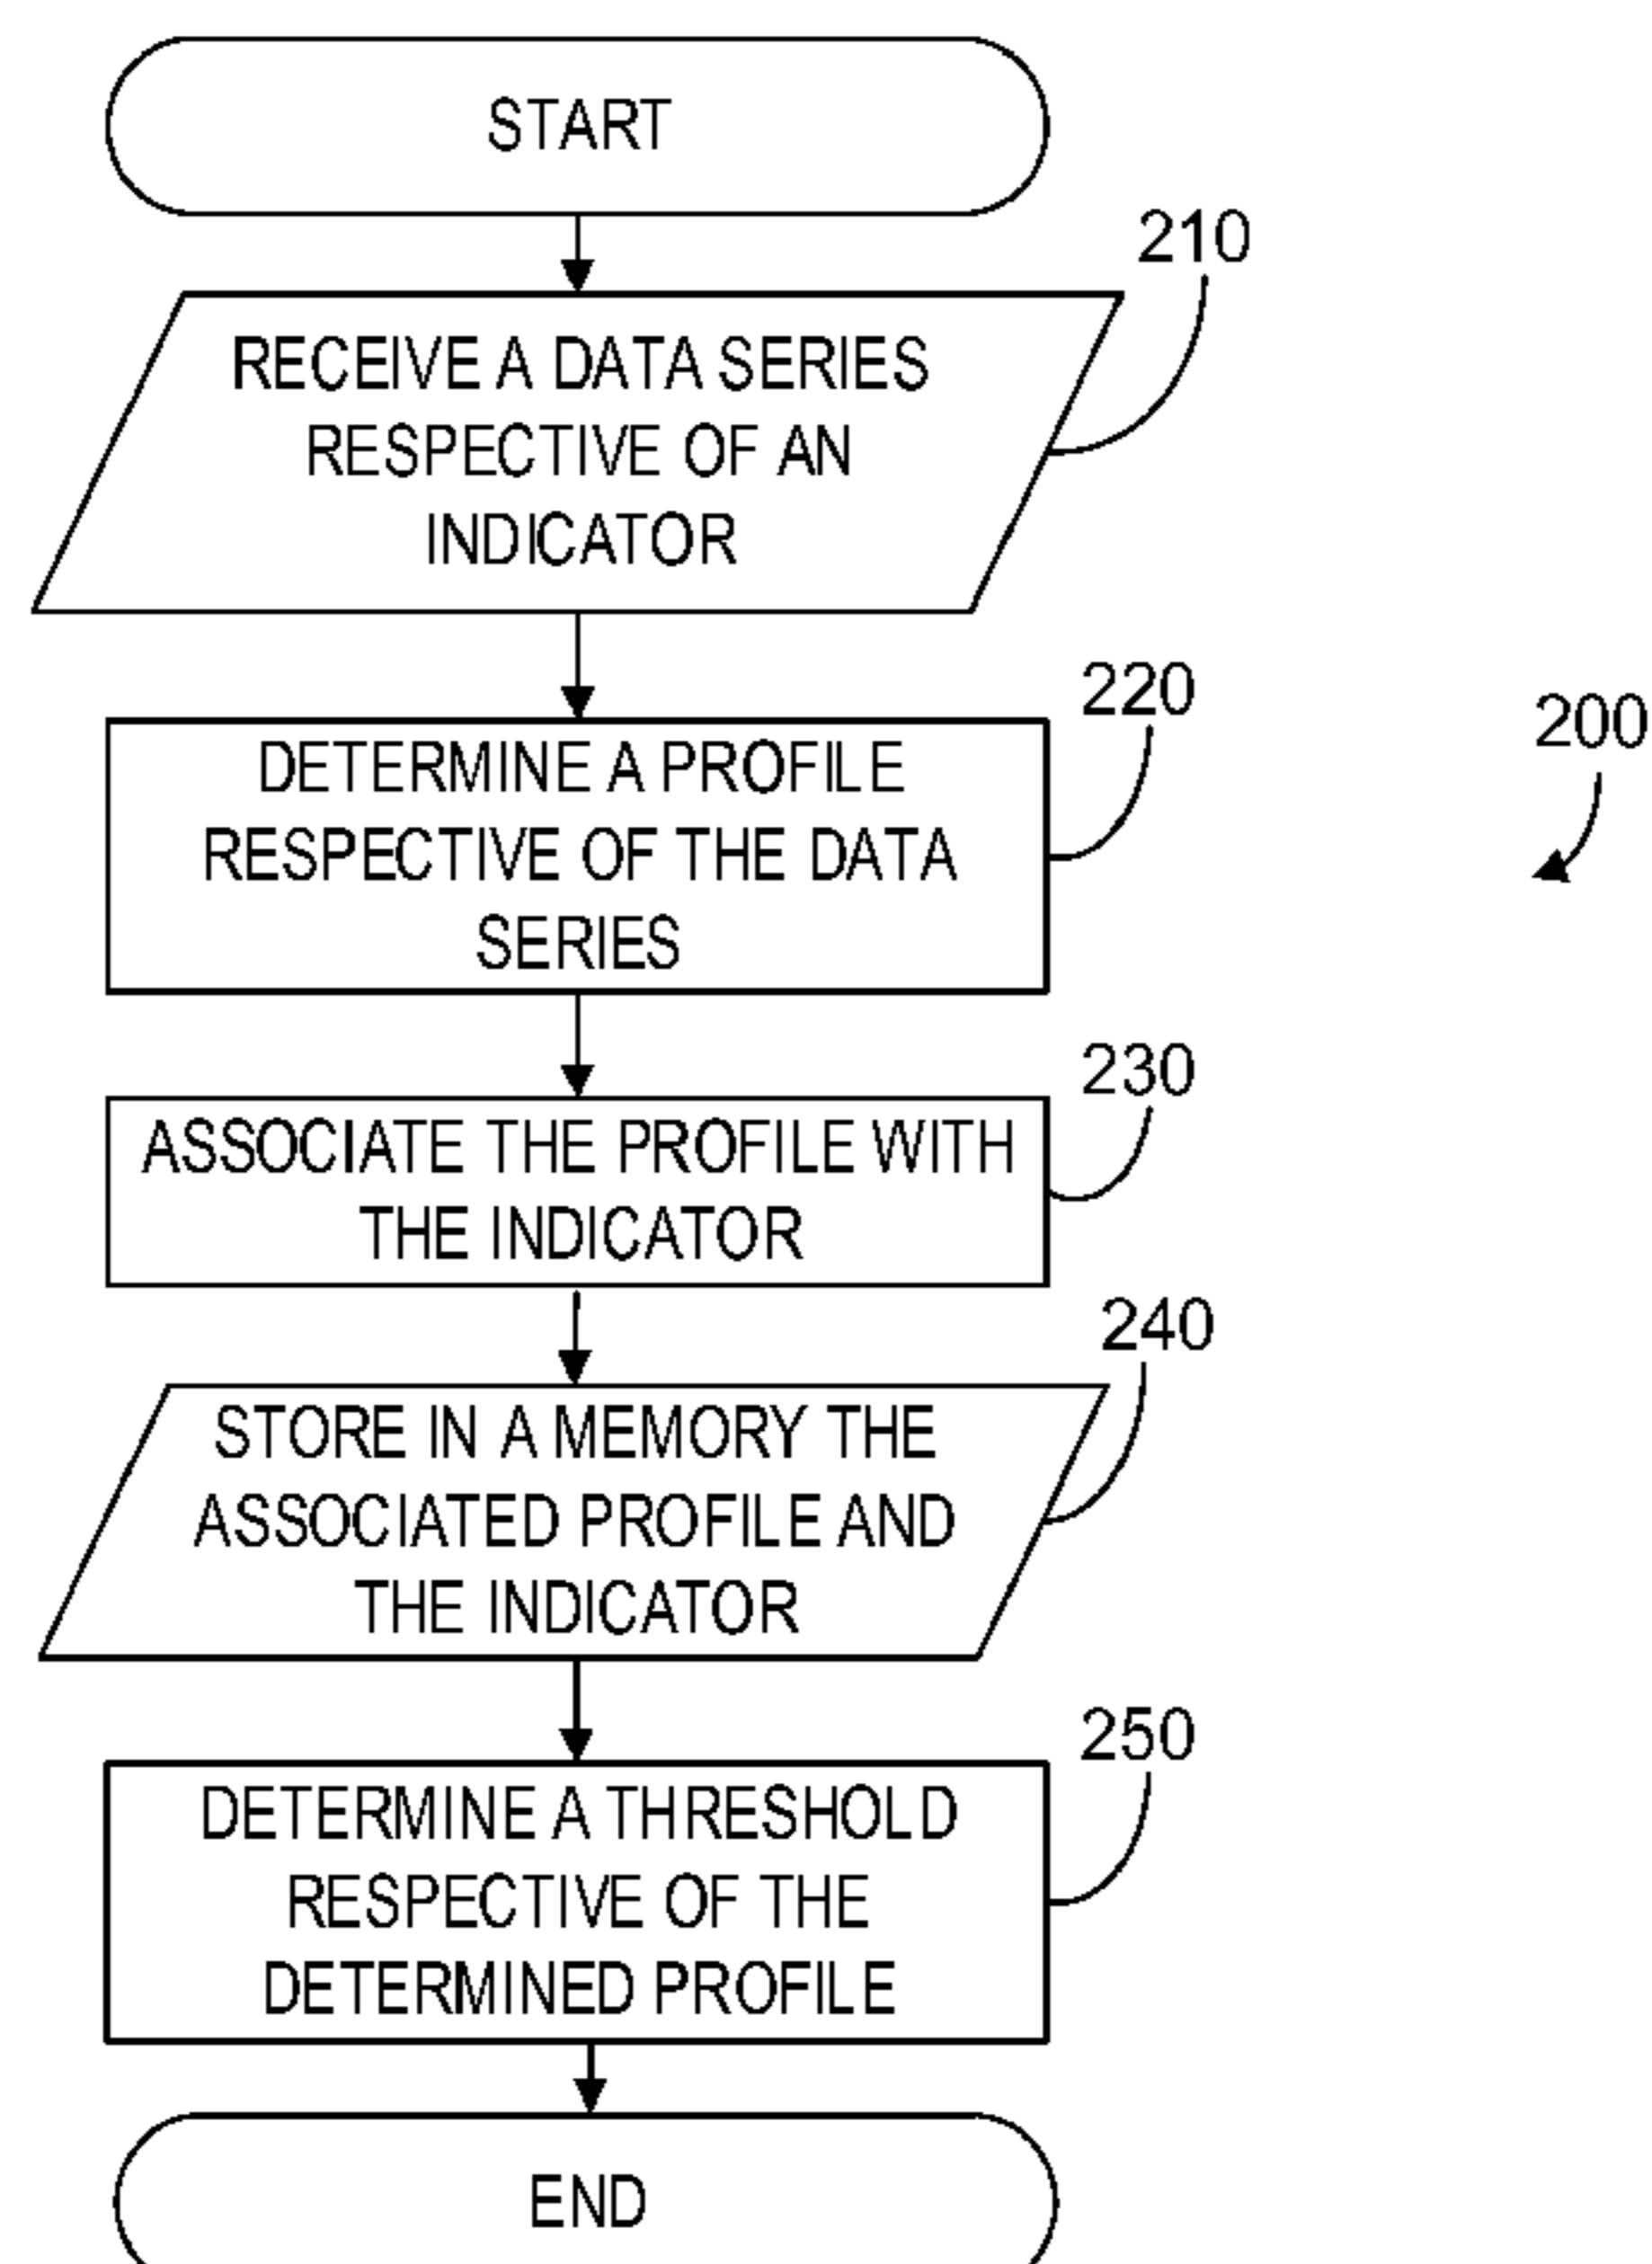 START
210
RECEIVE A DATA SERIES
RESPECTIVE OF AN
INDICATOR
220
DETERMINE A PROFILE
RESPECTIVE OF THE DATA
SERIES
200
230
ASSOCIATE THE PROFILE WITH
THE INDICATOR
240
STORE IN A MEMORY THE
ASSOCIATED PROFILE AND
THE INDICATOR
250
DETERMINE A THRESHOLD
RESPECTIVE OF THE
DETERMINED PROFILE
END